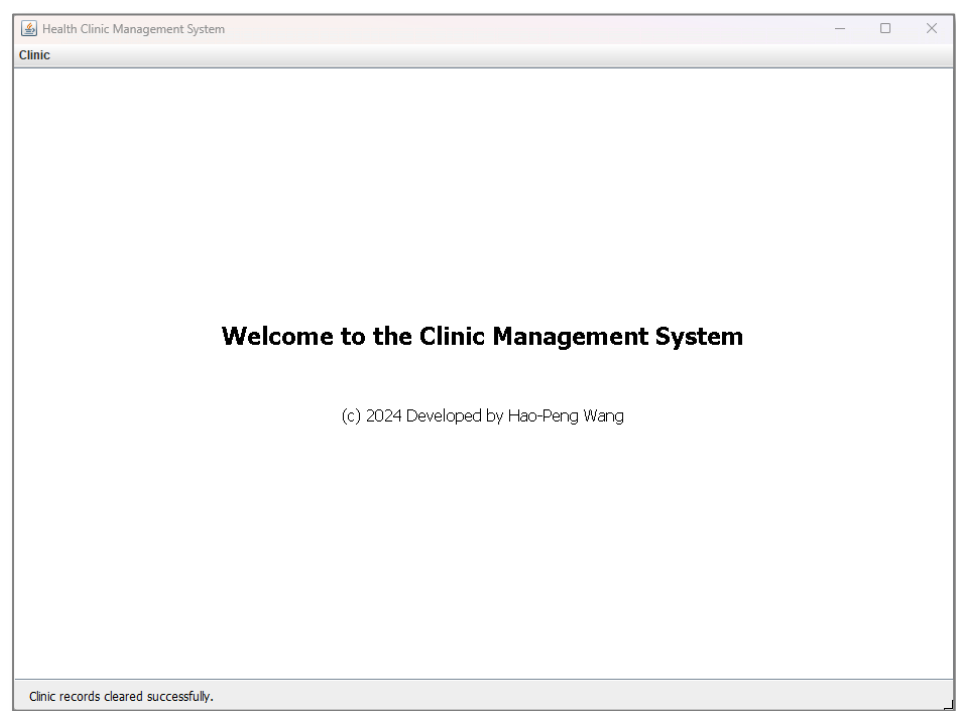 Health Clinic Management System
Clinic
Welcome to the Clinic Management System
(c) 2024 Developed by Hao-Peng Wang
Clinic records cleared successfully.